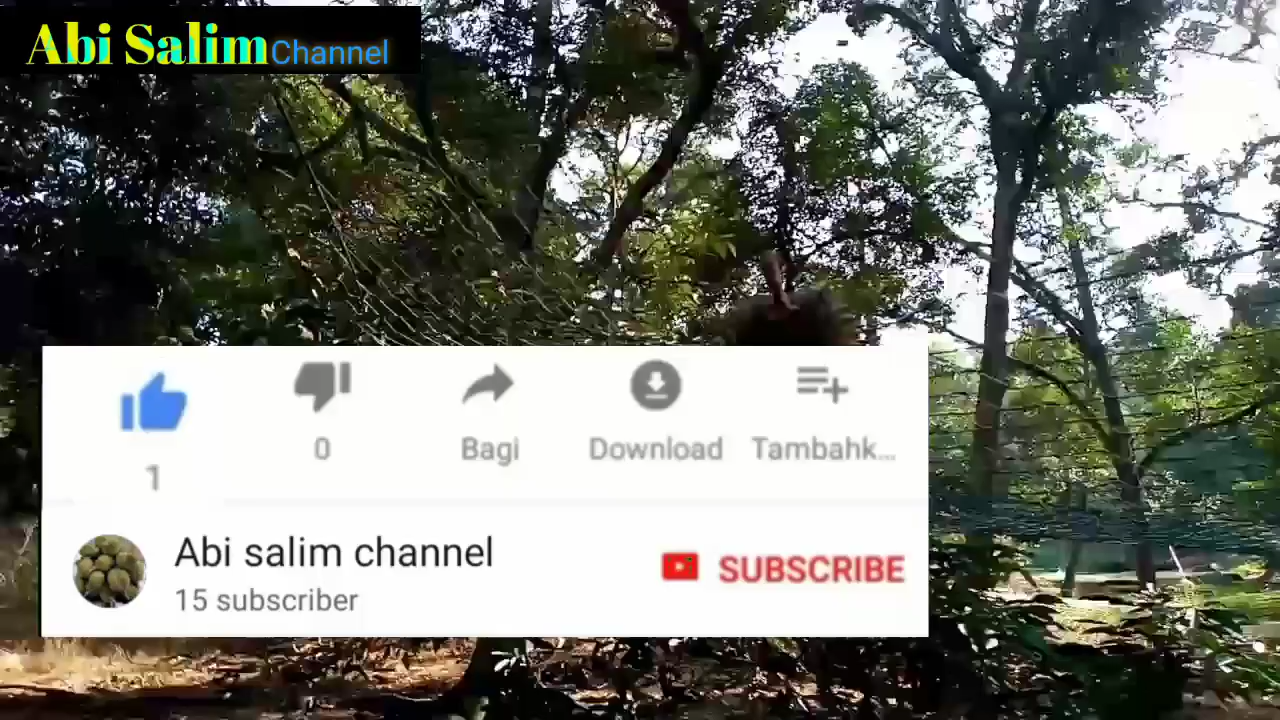 Abi Salim Channel
1 0 Bagi Download Tambahk...
Abi salim channel
SUBSCRIBE
15 subscriber